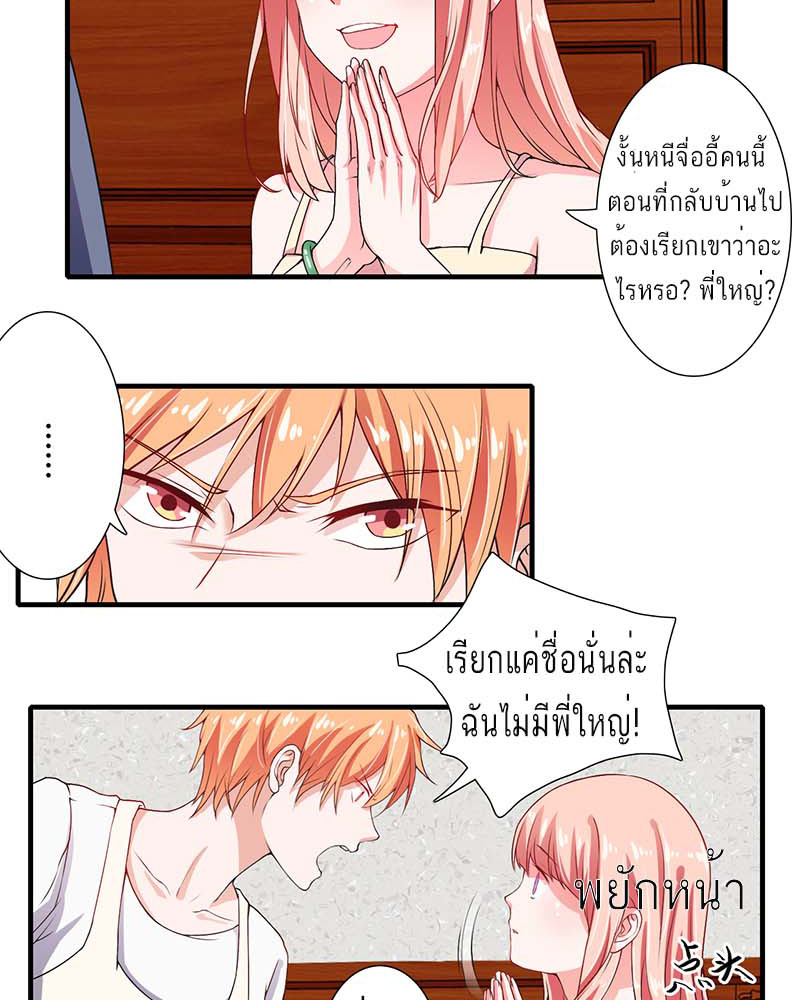 งั้นหนีจื่ออี้คนนี้
ตอนที่กลับบ้านไป
ต้องเรียกเขาว่าอะ
ไรหรอ? พี่ใหญ่?
.....
เรียกแค่ชื่อนั่นล่ะ
ฉันไม่มีพี่ใหญ่!
พยักหน้า
点头